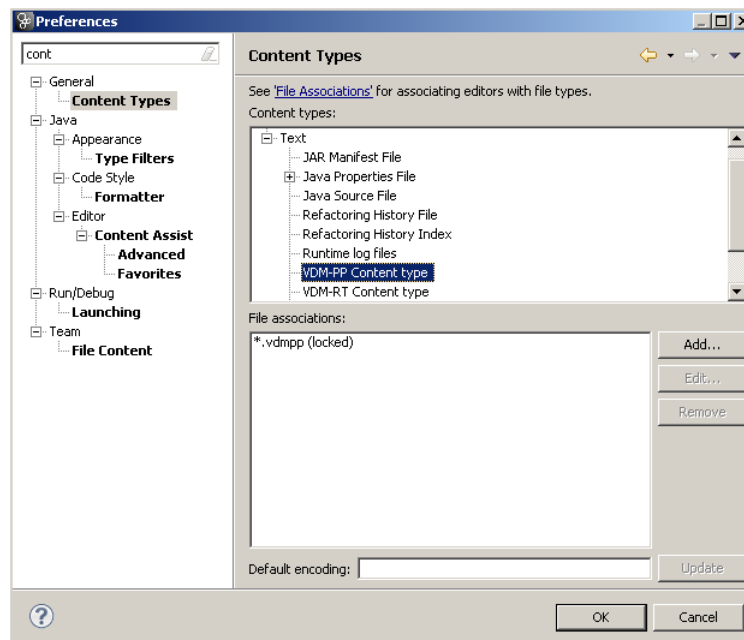 Preferences
cont
General
Content Types
Java
Appearance
Type Filters
Code Style
Formatter
Editor
Content Assist
Advanced
Favorites
Run/Debug
Launching
Team
File Content
Content Types
See 'File Associations' for associating editors with file types.
Content types:
Text
JAR Manifest File
Java Properties File
Java Source File
Refactoring History File
Refactoring History Index
Runtime log files
VDM-PP Content type
VDM-RT Content type
File associations:
*.vdmpp (locked)
Add...
Edit...
Remove
Default encoding:
Update
?
OK
Cancel